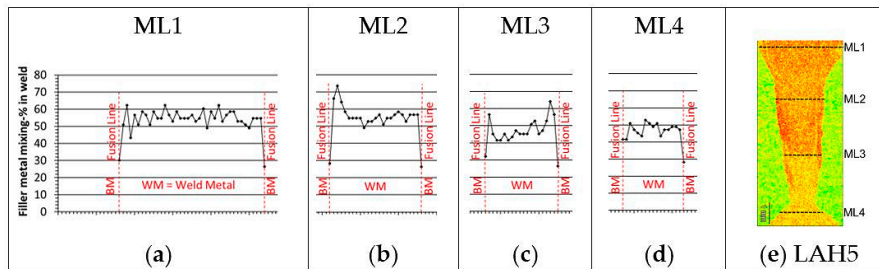 ML1
ML2
ML3
ML4
Filler metal mixing-% in weld
80
70
60
50
40
30
20
10
0
BM
Fusion Line
WM = Weld Metal
Fusion Line
BM
BM
Fusion Line
WM
Fusion Line
BM
BM
Fusion Line
WM
Fusion Line
BM
BM
Fusion Line
WM
Fusion Line
BM
ML1
ML2
ML3
ML4
(a)
(b)
(c)
(d)
(e) LAH5